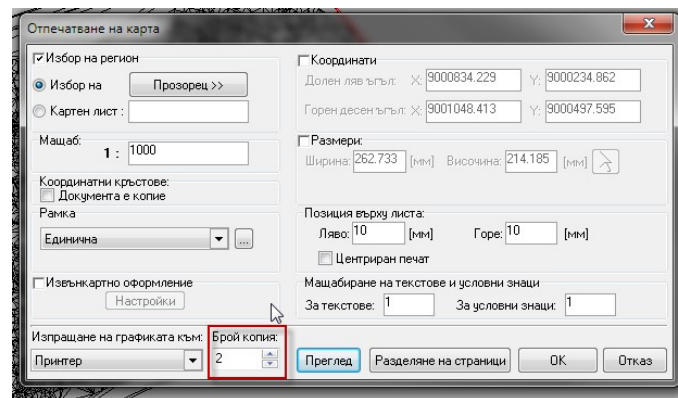 Отпечатване на карта
Избор на регион
Избор на
Прозорец >>
Картен лист :
Мащаб:
1 : 1000
Координатни кръстове:
Документа е копие
Рамка
Единична
...
Извънкартно оформление
Настройки
Изпращане на графиката към:
Принтер
Брой копия:
2
Координати
Долен ляв ъгъл: X: 9000834.229 Y: 9000234.862
Горен десен ъгъл: X: 9001048.413 Y: 9000497.595
Размери:
Ширина: 262.733 [мм] Височина: 214.185 [мм]
Позиция върху листа:
Ляво: 10 [мм] Горе: 10 [мм]
Центриран печат
Мащабиране на текстове и условни знаци
За текстове: 1 За условни знаци: 1
Преглед
Разделяне на страници
OK
Отказ